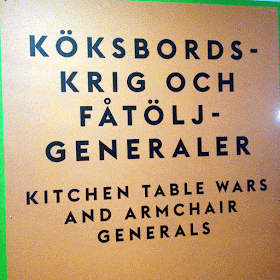 KÖKSBORDS-
KRIG OCH
FÅTÖLJ-
GENERALER
KITCHEN TABLE WARS
AND ARMCHAIR
GENERALS